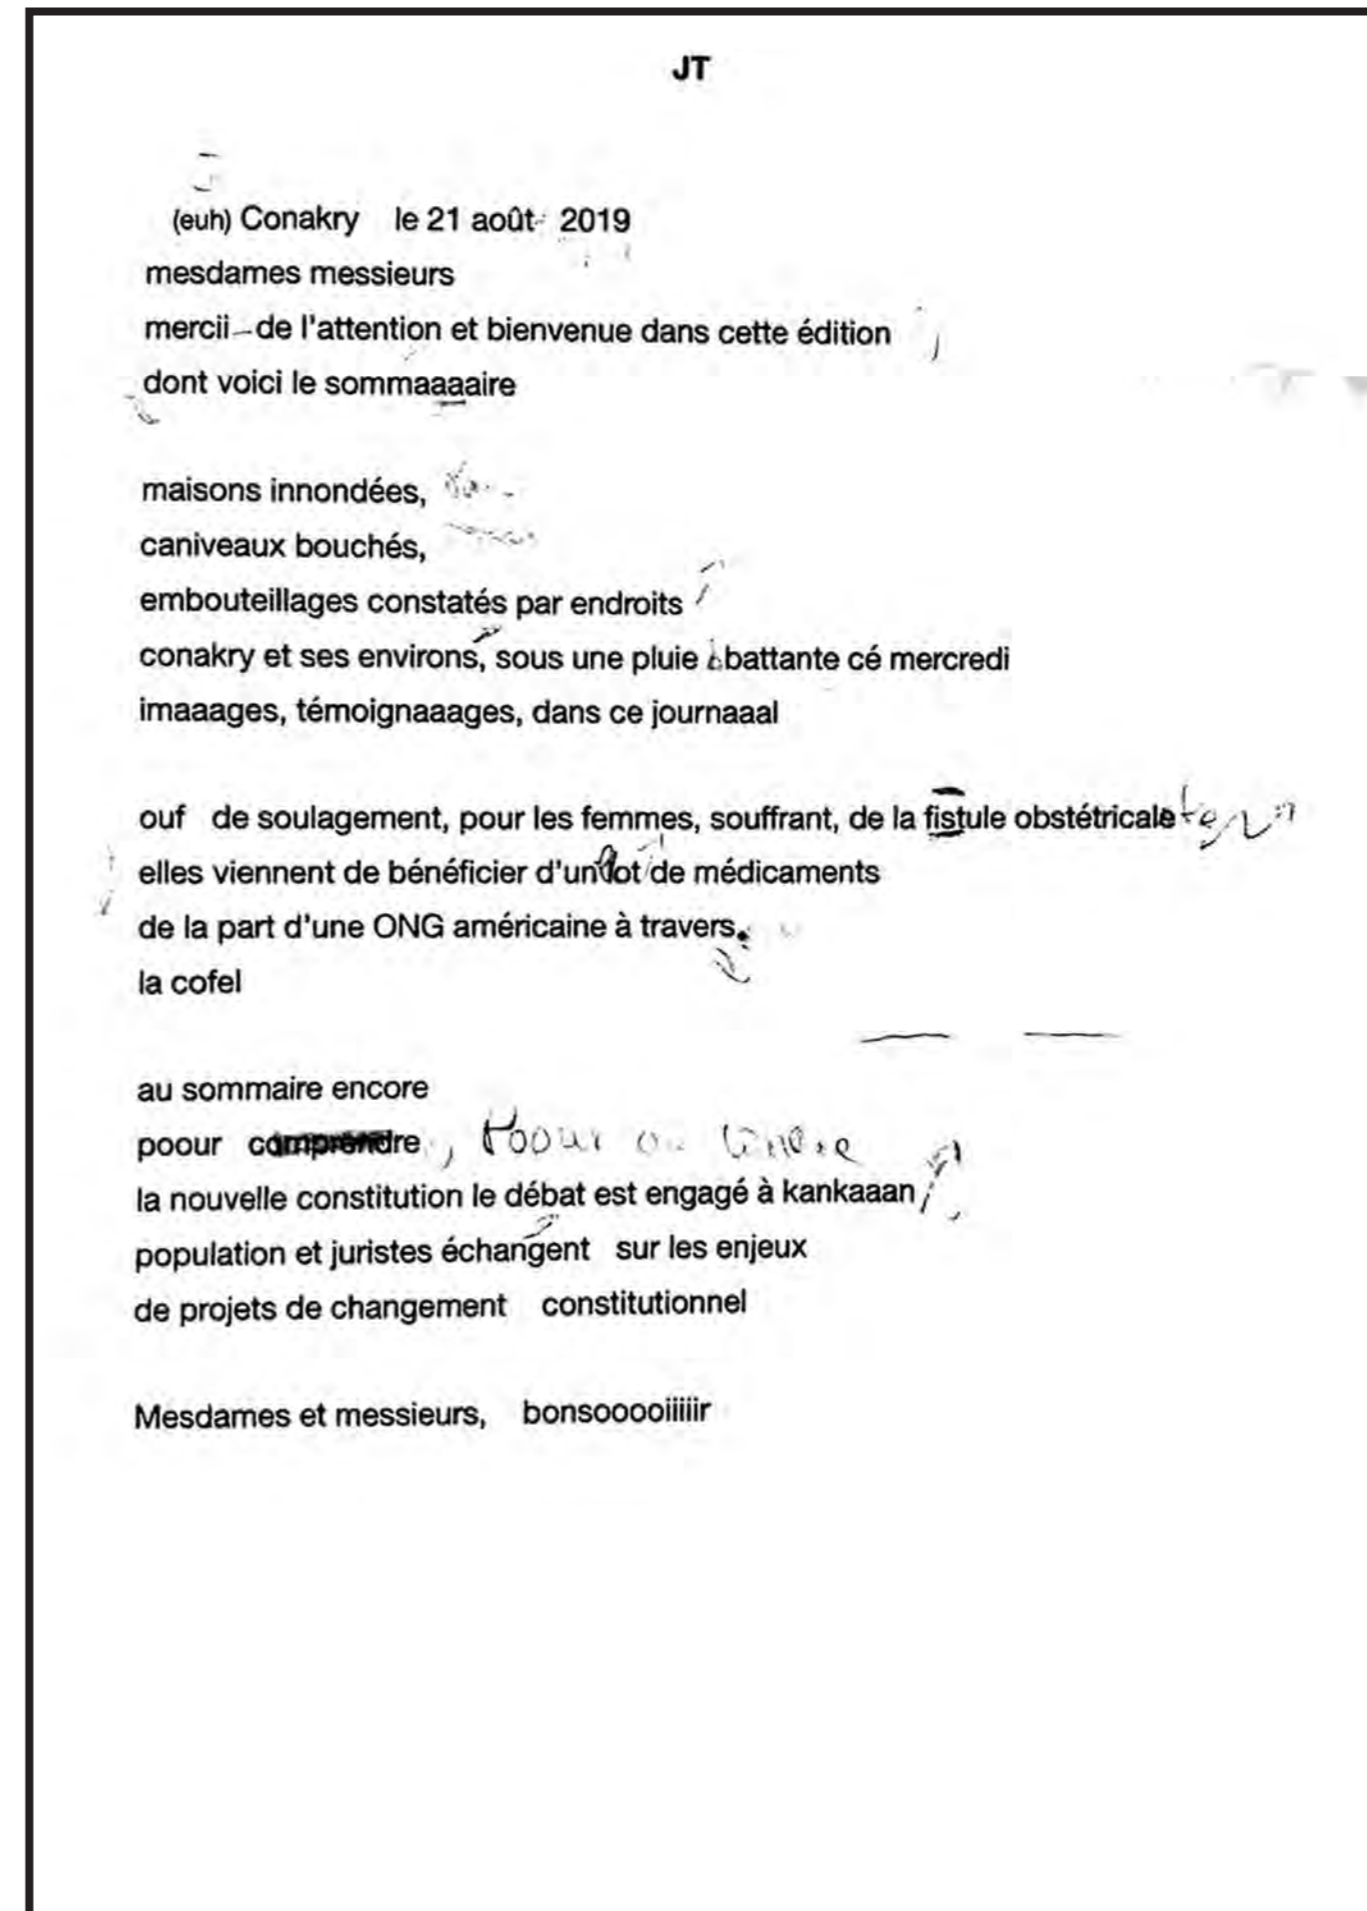 JT
(euh) Conakry le 21 août 2019
mesdames messieurs
mercii de l'attention et bienvenue dans cette édition
dont voici le sommaaaaire
maisons innondées,
caniveaux bouchés,
embouteillages constatés par endroits
conakry et ses environs, sous une pluie battante cé mercredi
imaaages, témoignaaages, dans ce journaaal
ouf de soulagement, pour les femmes, souffrant, de la fistule obstétricale
elles viennent de bénéficier d'un lot de médicaments
de la part d'une ONG américaine à travers
la cofel
au sommaire encore
poour comprendre, Poour
la nouvelle constitution le débat est engagé à kankaaan
population et juristes échangent sur les enjeux
de projets de changement constitutionnel
Mesdames et messieurs, bonsooooiiiiir